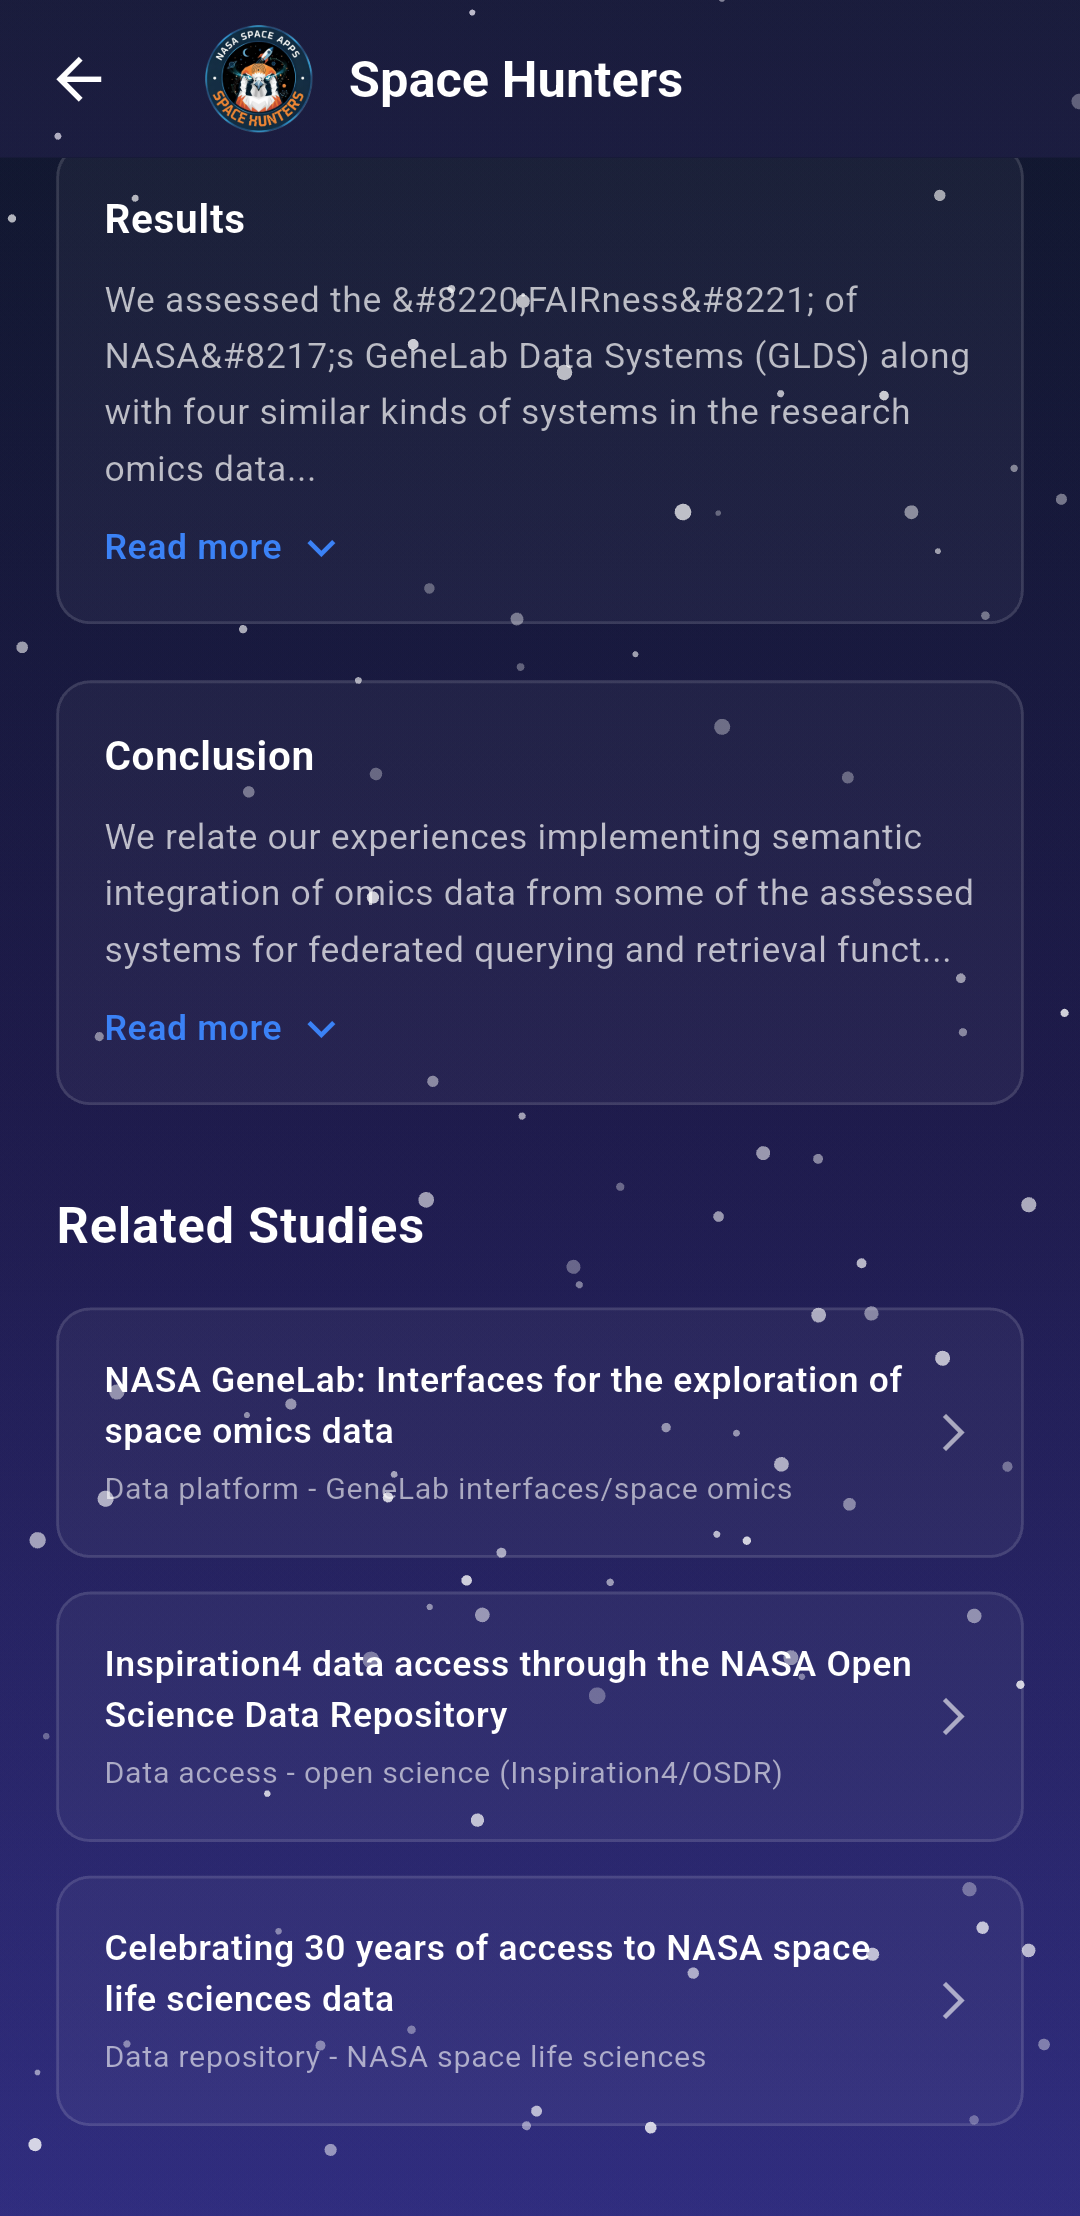 NASA SPACE APPS
SPACE HUNTERS
Space Hunters
Results
We assessed the &#8220;FAIRness&#8221; of
NASA&#8217;s GeneLab Data Systems (GLDS) along
with four similar kinds of systems in the research
omics data...
Read more
Conclusion
We relate our experiences implementing semantic
integration of omics data from some of the assessed
systems for federated querying and retrieval funct...
Read more
Related Studies
NASA GeneLab: Interfaces for the exploration of
space omics data
Data platform - GeneLab interfaces/space omics
Inspiration4 data access through the NASA Open
Science Data Repository
Data access - open science (Inspiration4/OSDR)
Celebrating 30 years of access to NASA space
life sciences data
Data repository - NASA space life sciences